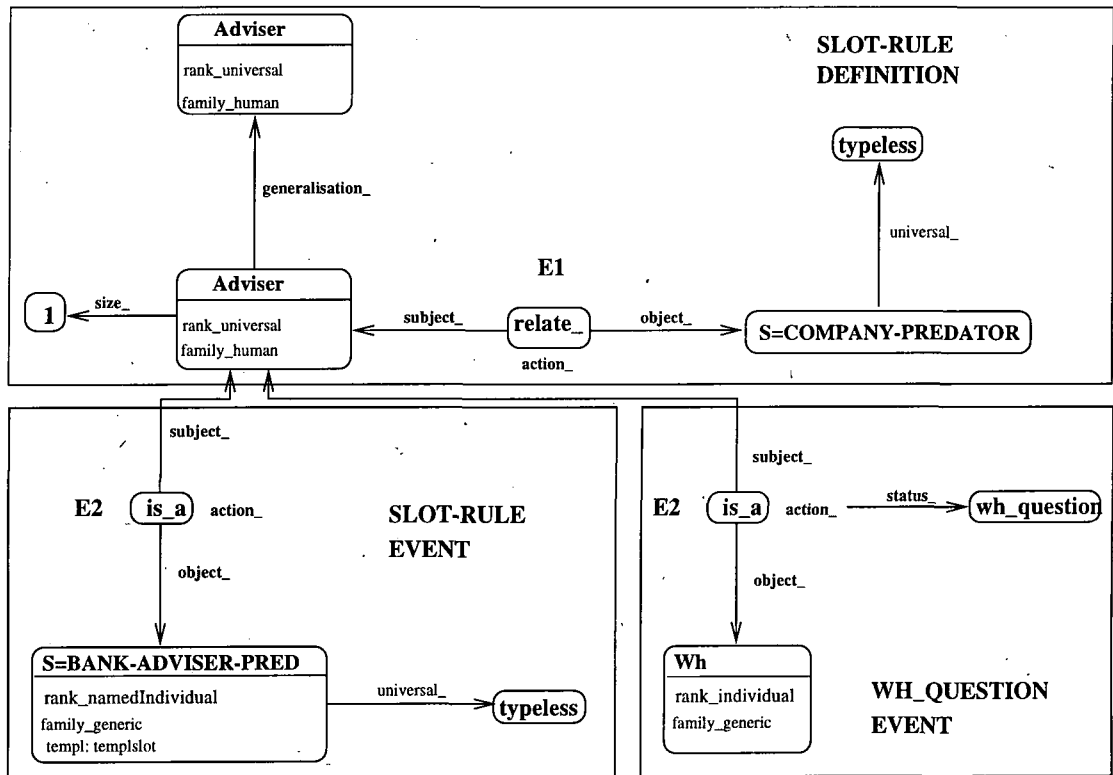 Adviser
rank_universal
family_human
SLOT-RULE
DEFINITION
typeless
generalisation_
universal_
E1
Adviser
rank_universal
family_human
1
size_
subject_
relate_
object_
S=COMPANY-PREDATOR
action_
subject_
E2
is_a
action_
SLOT-RULE
EVENT
object_
S=BANK-ADVISER-PRED
rank_namedIndividual
family_generic
templ: templslot
universal_
typeless
subject_
E2
is_a
action_
status_
wh_question
object_
Wh
rank_individual
family_generic
WH_QUESTION
EVENT